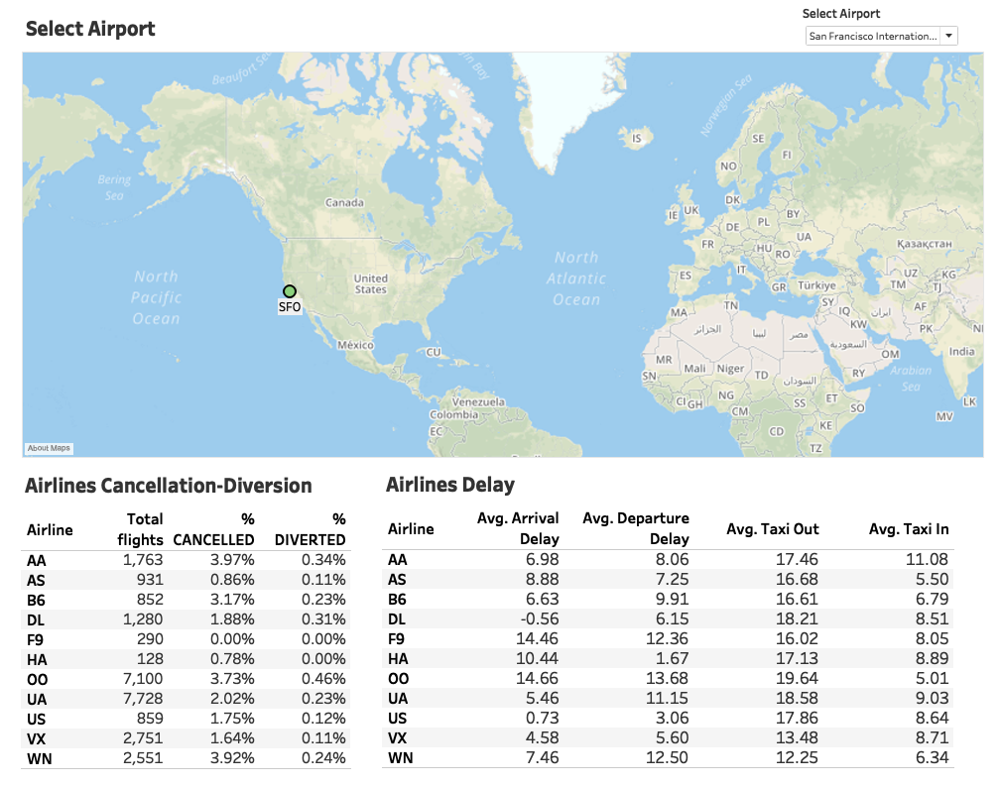 Select Airport
Select Airport
San Francisco Internation...
Beaufort Sea
Norwegian Sea
IS
SE
FI
NO
Bering
Sea
Canada
DK
IE UK
BY
PL
DE
UA
FR
HU
RO
Қазақстан
North
Pacific
Ocean
United
States
North
Atlantic
Ocean
ES
IT
GR
Türkiye
UZ
KG
TM
TJ
SFO
MA
TN
SY
IQ
ایران
AF
KW
PK
الجزائر
ليبيا
مصر
السعودية
México
CU
MR
Mali
Niger
TD
السودان
OM
RY
India
Arabian
Sea
SN
Venezuela
Colombia
EC
CI
GH
NG
CM
SS
ET
SO
LK
MV
CD
KE
TZ
About Maps
Airlines Cancellation-Diversion
Airline Total flights % CANCELLED % DIVERTED
AA 1,763 3.97% 0.34%
AS 931 0.86% 0.11%
B6 852 3.17% 0.23%
DL 1,280 1.88% 0.31%
F9 290 0.00% 0.00%
HA 128 0.78% 0.00%
OO 7,100 3.73% 0.46%
UA 7,728 2.02% 0.23%
US 859 1.75% 0.12%
VX 2,751 1.64% 0.11%
WN 2,551 3.92% 0.24%
Airlines Delay
Airline Avg. Arrival Delay Avg. Departure Delay Avg. Taxi Out Avg. Taxi In
AA 6.98 8.06 17.46 11.08
AS 8.88 7.25 16.68 5.50
B6 6.63 9.91 16.61 6.79
DL -0.56 6.15 18.21 8.51
F9 14.46 12.36 16.02 8.05
HA 10.44 1.67 17.13 8.89
OO 14.66 13.68 19.64 5.01
UA 5.46 11.15 18.58 9.03
US 0.73 3.06 17.86 8.64
VX 4.58 5.60 13.48 8.71
WN 7.46 12.50 12.25 6.34